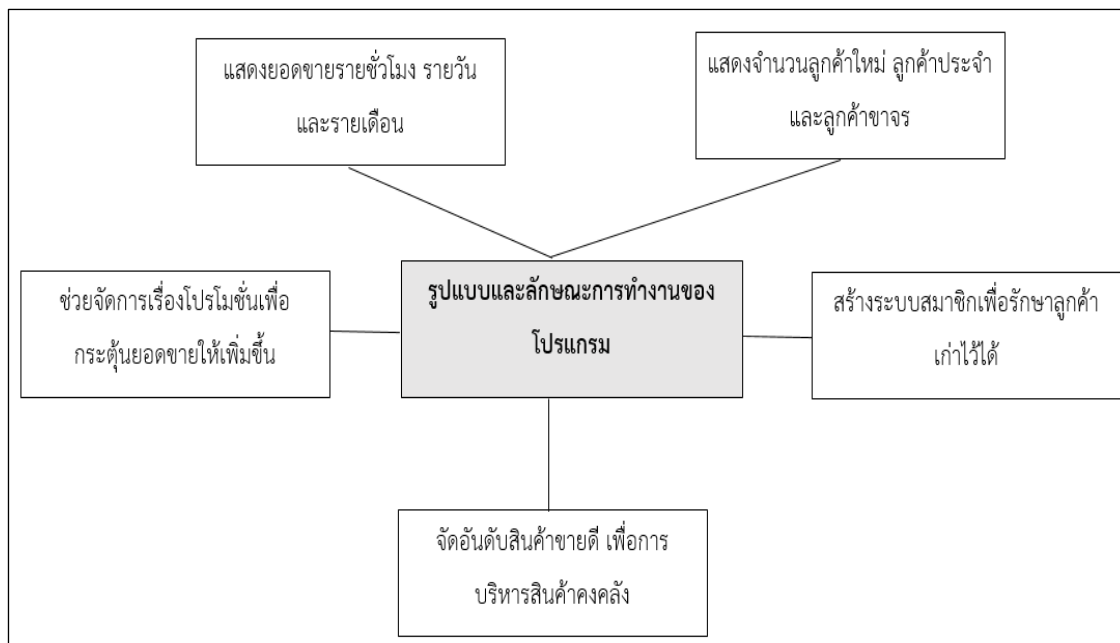 แสดงยอดขายรายชั่วโมง รายวัน
และรายเดือน
แสดงจำนวนลูกค้าใหม่ ลูกค้าประจำ
และลูกค้าขาจร
ช่วยจัดการเรื่องโปรโมชั่นเพื่อ
กระตุ้นยอดขายให้เพิ่มขึ้น
รูปแบบและลักษณะการทำงานของ
โปรแกรม
สร้างระบบสมาชิกเพื่อรักษาลูกค้า
เก่าไว้ได้
จัดอันดับสินค้าขายดี เพื่อการ
บริหารสินค้าคงคลัง